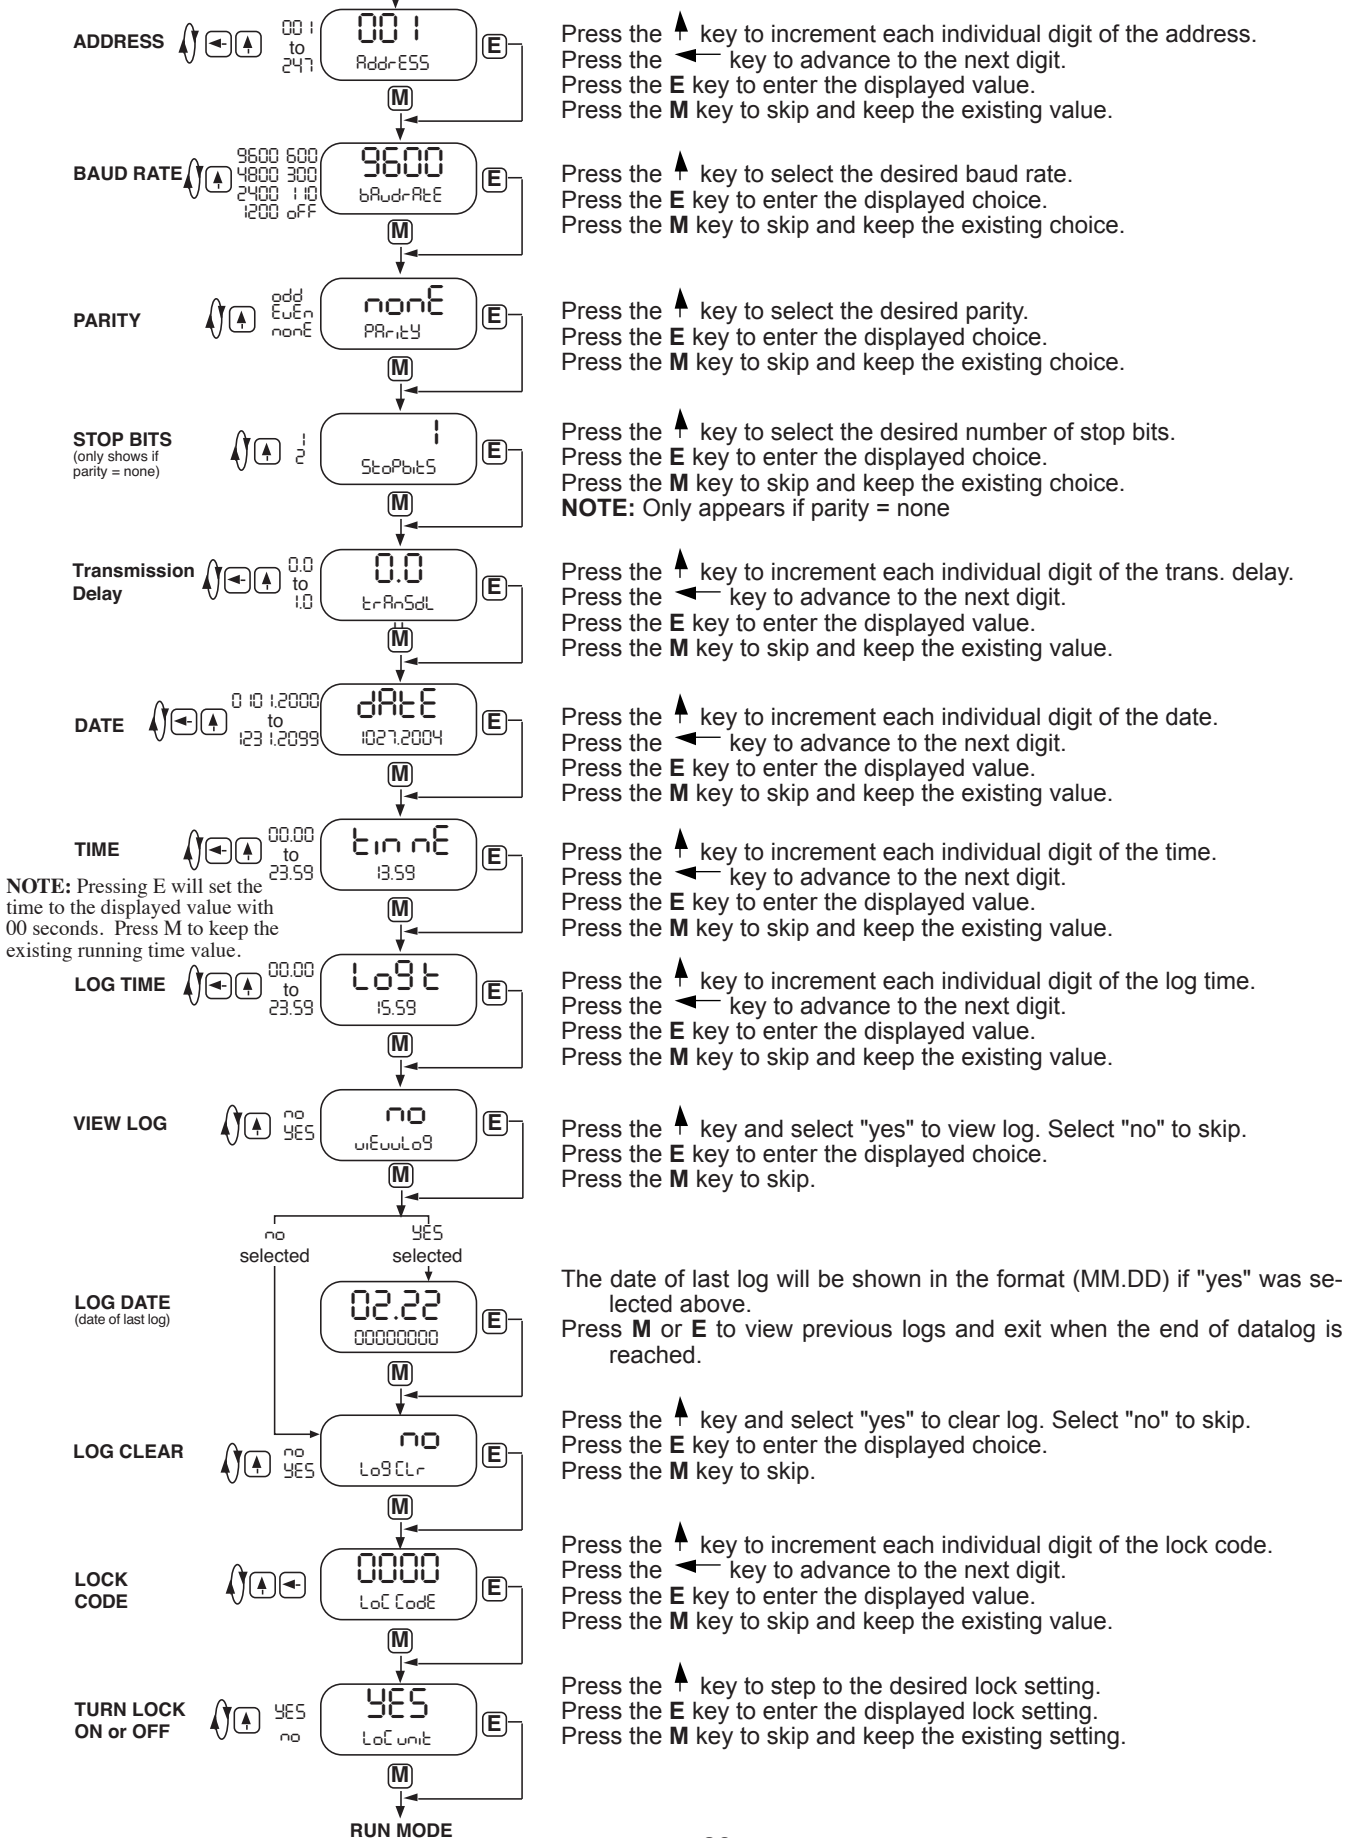 ADDRESS
001
to
247
001
AddrESS
E
M
Press the key to increment each individual digit of the address.
Press the key to advance to the next digit.
Press the E key to enter the displayed value.
Press the M key to skip and keep the existing value.
BAUD RATE
9600 600
4800 300
2400 110
1200 oFF
9600
bAudrAtE
E
M
Press the key to select the desired baud rate.
Press the E key to enter the displayed choice.
Press the M key to skip and keep the existing choice.
PARITY
odd
EvEn
nonE
nonE
PAritY
E
M
Press the key to select the desired parity.
Press the E key to enter the displayed choice.
Press the M key to skip and keep the existing choice.
STOP BITS
(only shows if
parity = none)
1
2
1
StoPbitS
E
M
Press the key to select the desired number of stop bits.
Press the E key to enter the displayed choice.
Press the M key to skip and keep the existing choice.
NOTE: Only appears if parity = none
Transmission
Delay
0.0
to
1.0
0.0
trAnSdL
E
M
Press the key to increment each individual digit of the trans. delay.
Press the key to advance to the next digit.
Press the E key to enter the displayed value.
Press the M key to skip and keep the existing value.
DATE
0101.2000
to
1231.2099
dAtE
1027.2004
E
M
Press the key to increment each individual digit of the date.
Press the key to advance to the next digit.
Press the E key to enter the displayed value.
Press the M key to skip and keep the existing value.
TIME
00.00
to
23.59
tin nE
13.59
E
M
NOTE: Pressing E will set the
time to the displayed value with
00 seconds. Press M to keep the
existing running time value.
Press the key to increment each individual digit of the time.
Press the key to advance to the next digit.
Press the E key to enter the displayed value.
Press the M key to skip and keep the existing value.
LOG TIME
00.00
to
23.59
Log t
15.59
E
M
Press the key to increment each individual digit of the log time.
Press the key to advance to the next digit.
Press the E key to enter the displayed value.
Press the M key to skip and keep the existing value.
VIEW LOG
no
YES
no
viEvvLog
E
M
Press the key and select "yes" to view log. Select "no" to skip.
Press the E key to enter the displayed choice.
Press the M key to skip.
no
selected
YES
selected
LOG DATE
(date of last log)
02.22
00000000
E
M
The date of last log will be shown in the format (MM.DD) if "yes" was se-
lected above.
Press M or E to view previous logs and exit when the end of datalog is
reached.
LOG CLEAR
no
YES
no
Log CLr
E
M
Press the key and select "yes" to clear log. Select "no" to skip.
Press the E key to enter the displayed choice.
Press the M key to skip.
LOCK
CODE
0000
LoC CodE
E
M
Press the key to increment each individual digit of the lock code.
Press the key to advance to the next digit.
Press the E key to enter the displayed value.
Press the M key to skip and keep the existing value.
TURN LOCK
ON or OFF
YES
no
YES
LoC unit
E
M
Press the key to step to the desired lock setting.
Press the E key to enter the displayed lock setting.
Press the M key to skip and keep the existing setting.
RUN MODE